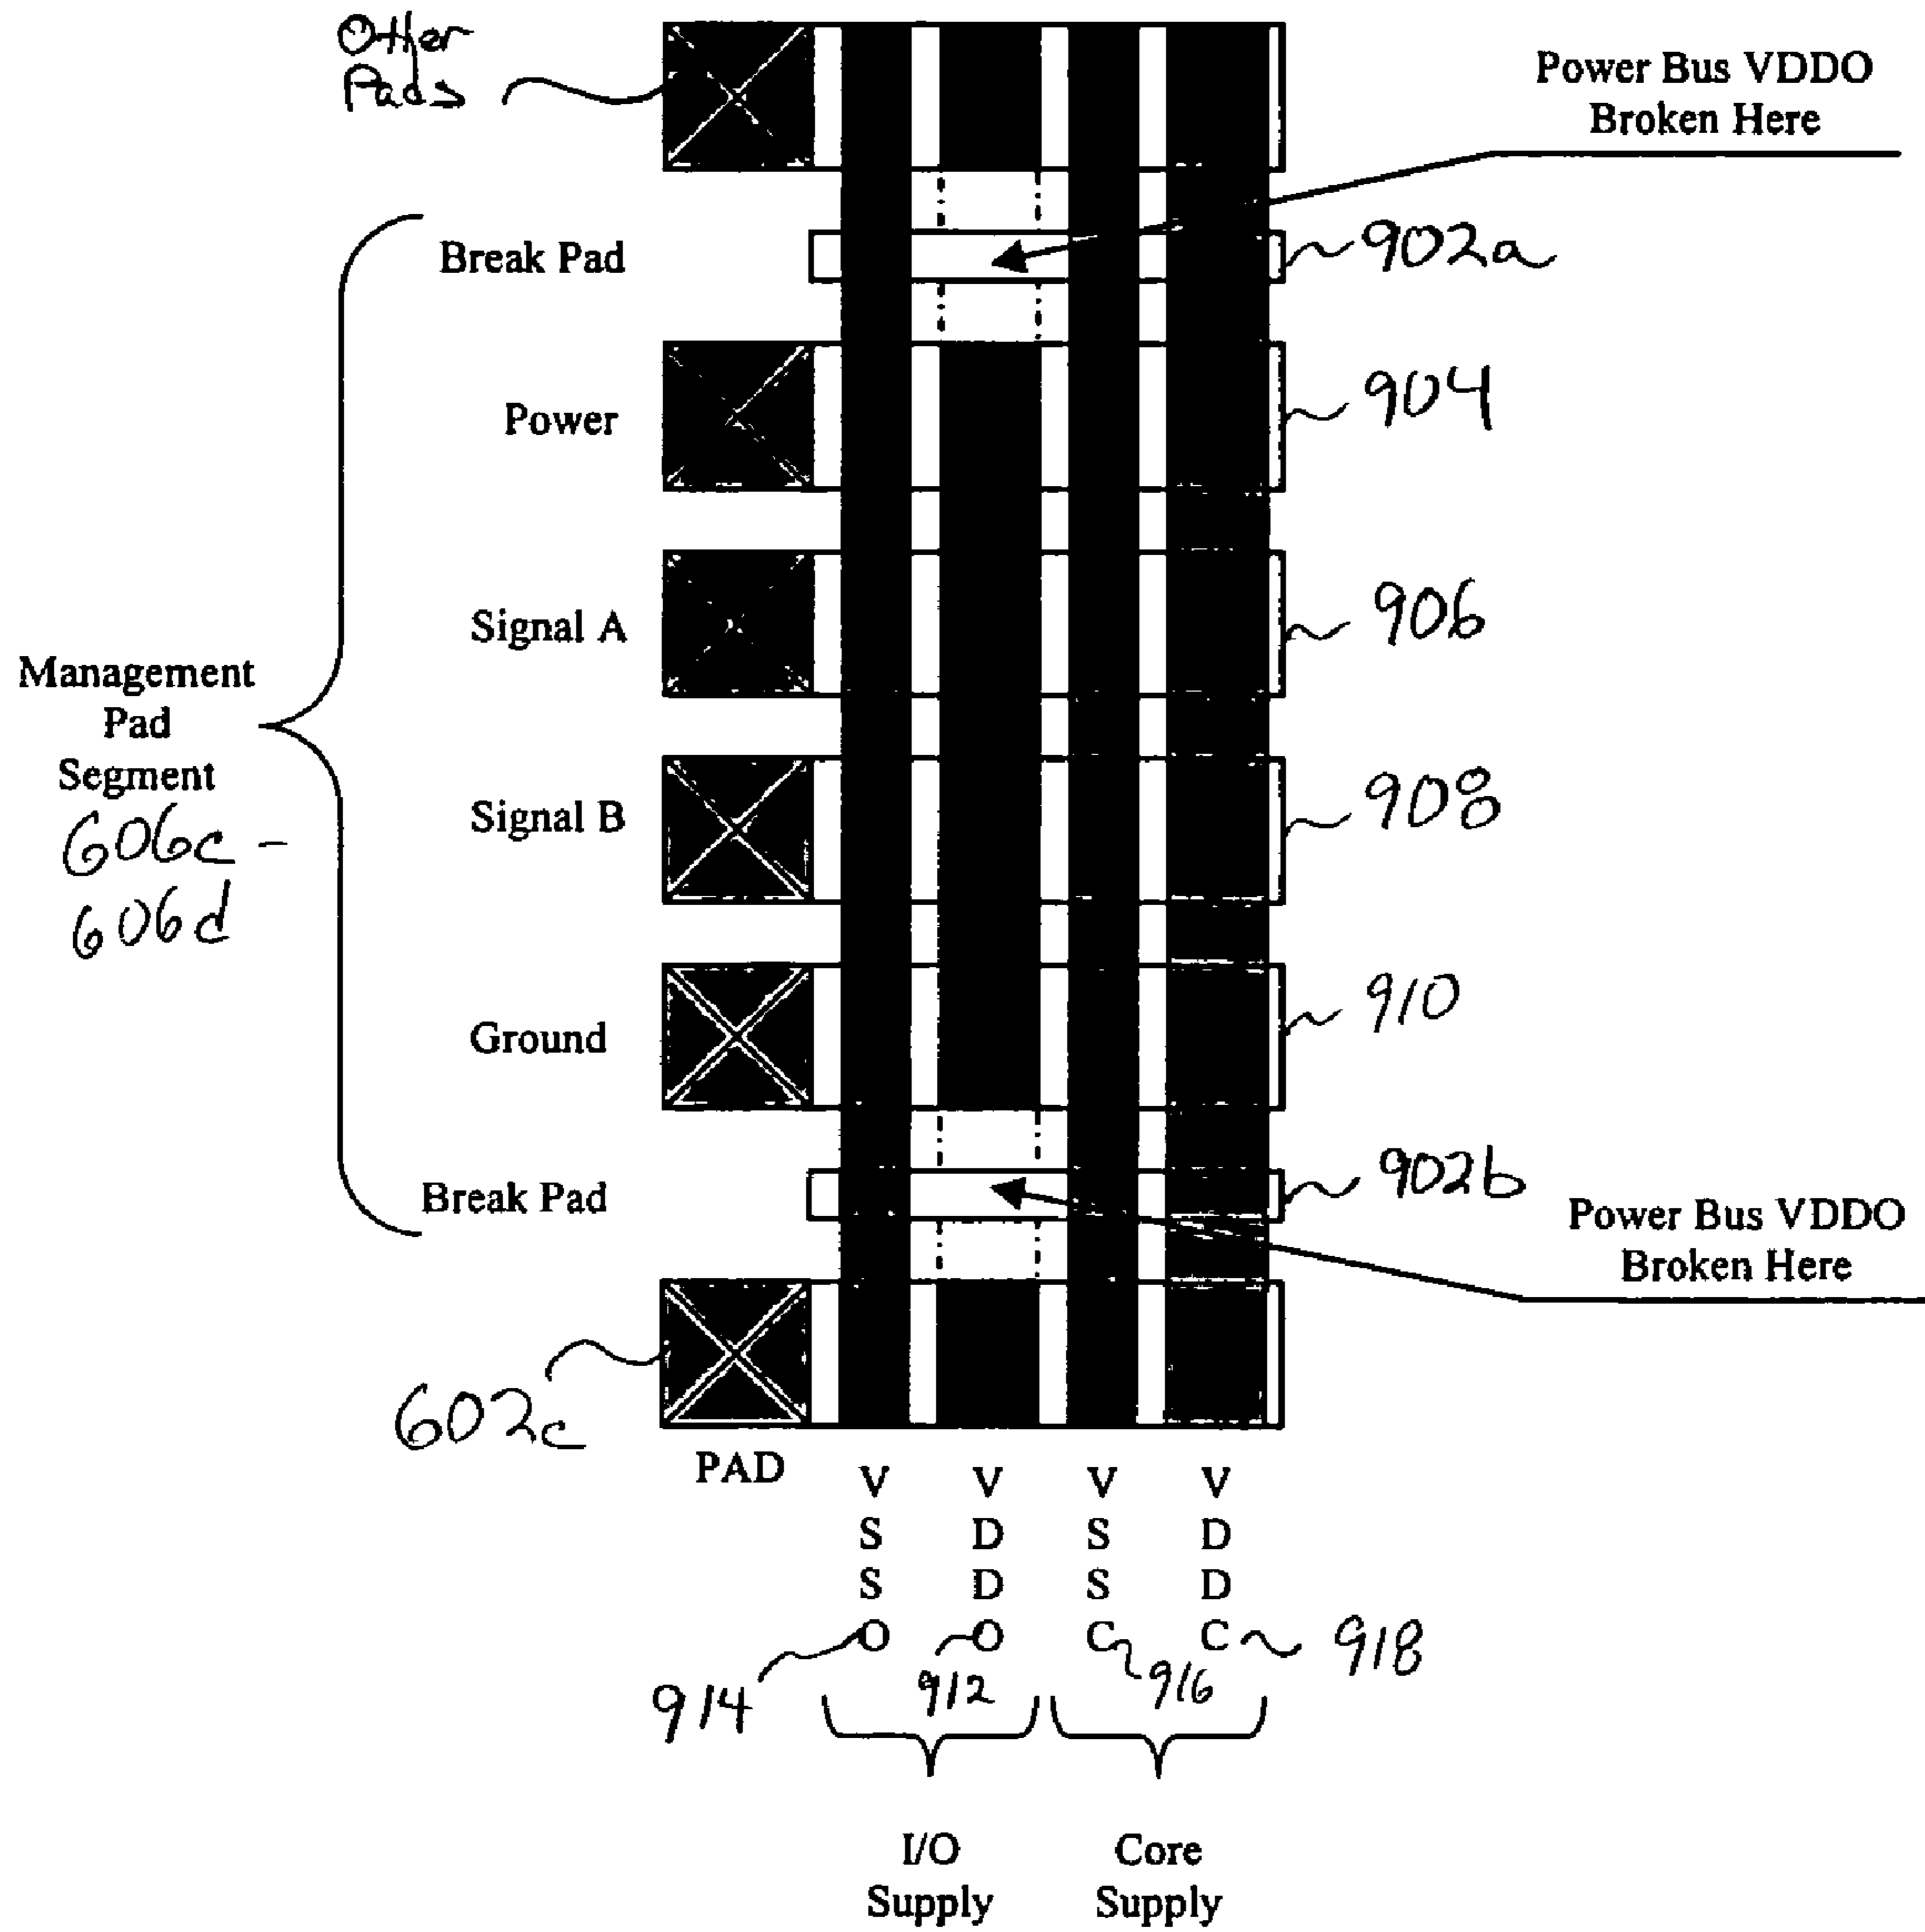 Other
Pads
Power Bus VDDO
Broken Here
Break Pad
902a
Power
904
Signal A
906
Management
Pad
Segment
606c -
606d
Signal B
908
Ground
910
Break Pad
902b
Power Bus VDDO
Broken Here
602c
PAD
V V V V
S D S D
S D S D
O O C C
914
912
916
918
I/O
Supply
Core
Supply